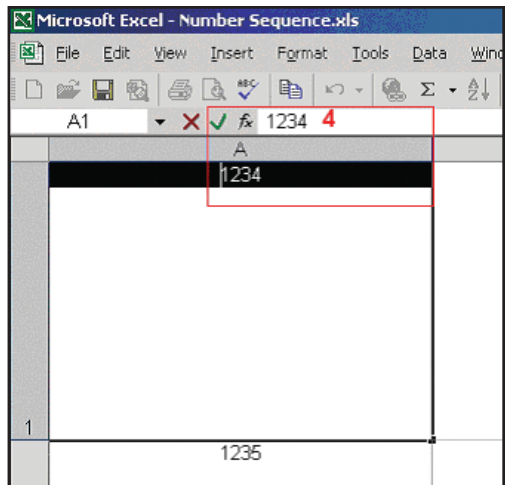 Microsoft Excel - Number Sequence.xls
File Edit View Insert Format Tools Data
ABC Σ A Z
A1 fx 1234 4
A
1234
1
1235